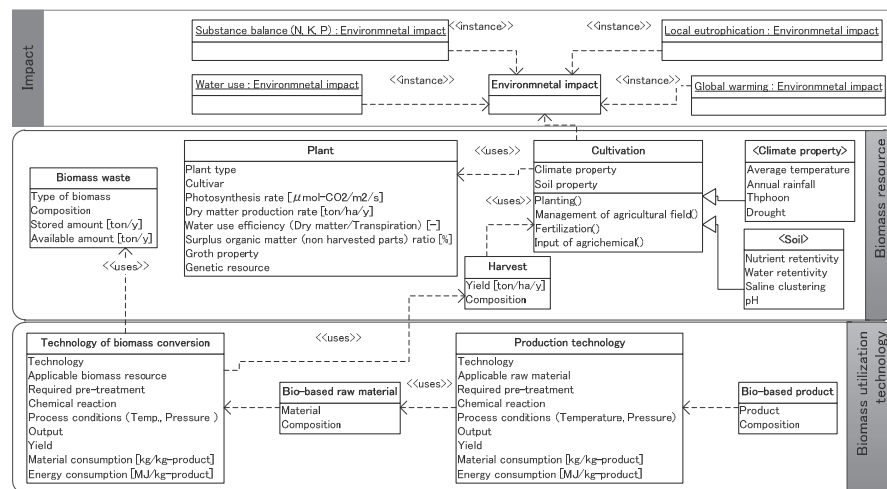 Impact
Substance balance (N, K, P) : Environmnetal impact
<<instance>>
Local eutrophication : Environmnetal impact
Water use : Environmnetal impact
<<instance>>
Environmnetal impact
<<instance>>
Global warming : Environmnetal impact
<<instance>>
Biomass resource
Biomass waste
Type of biomass
Composition
Stored amount [ton/y]
Available amount [ton/y]
<<uses>>
Plant
Plant type
Cultivar
Photosynthesis rate [μmol-CO2/m2/s]
Dry matter production rate [ton/ha/y]
Water use efficiency (Dry matter/Transpiration) [-]
Surplus organic matter (non harvested parts) ratio [%]
Groth property
Genetic resource
<<uses>>
Cultivation
Climate property
Soil property
Planting()
Management of agricultural field()
Fertilization()
Input of agrichemical()
<<uses>>
<Climate property>
Average temperature
Annual rainfall
Thphoon
Drought
<Soil>
Nutrient retentivity
Water retentivity
Saline clustering
pH
Harvest
Yield [ton/ha/y]
Composition
Biomass utilization
technology
Technology of biomass conversion
Technology
Applicable biomass resource
Required pre-treatment
Chemical reaction
Process conditions (Temp., Pressure )
Output
Yield
Material consumption [kg/kg-product]
Energy consumption [MJ/kg-product]
<<uses>>
Bio-based raw material
Material
Composition
<<uses>>
Production technology
Technology
Applicable raw material
Required pre-treatment
Chemical reaction
Process conditions (Temperature, Pressure)
Output
Yield
Material consumption [kg/kg-product]
Energy consumption [MJ/kg-product]
Bio-based product
Product
Composition